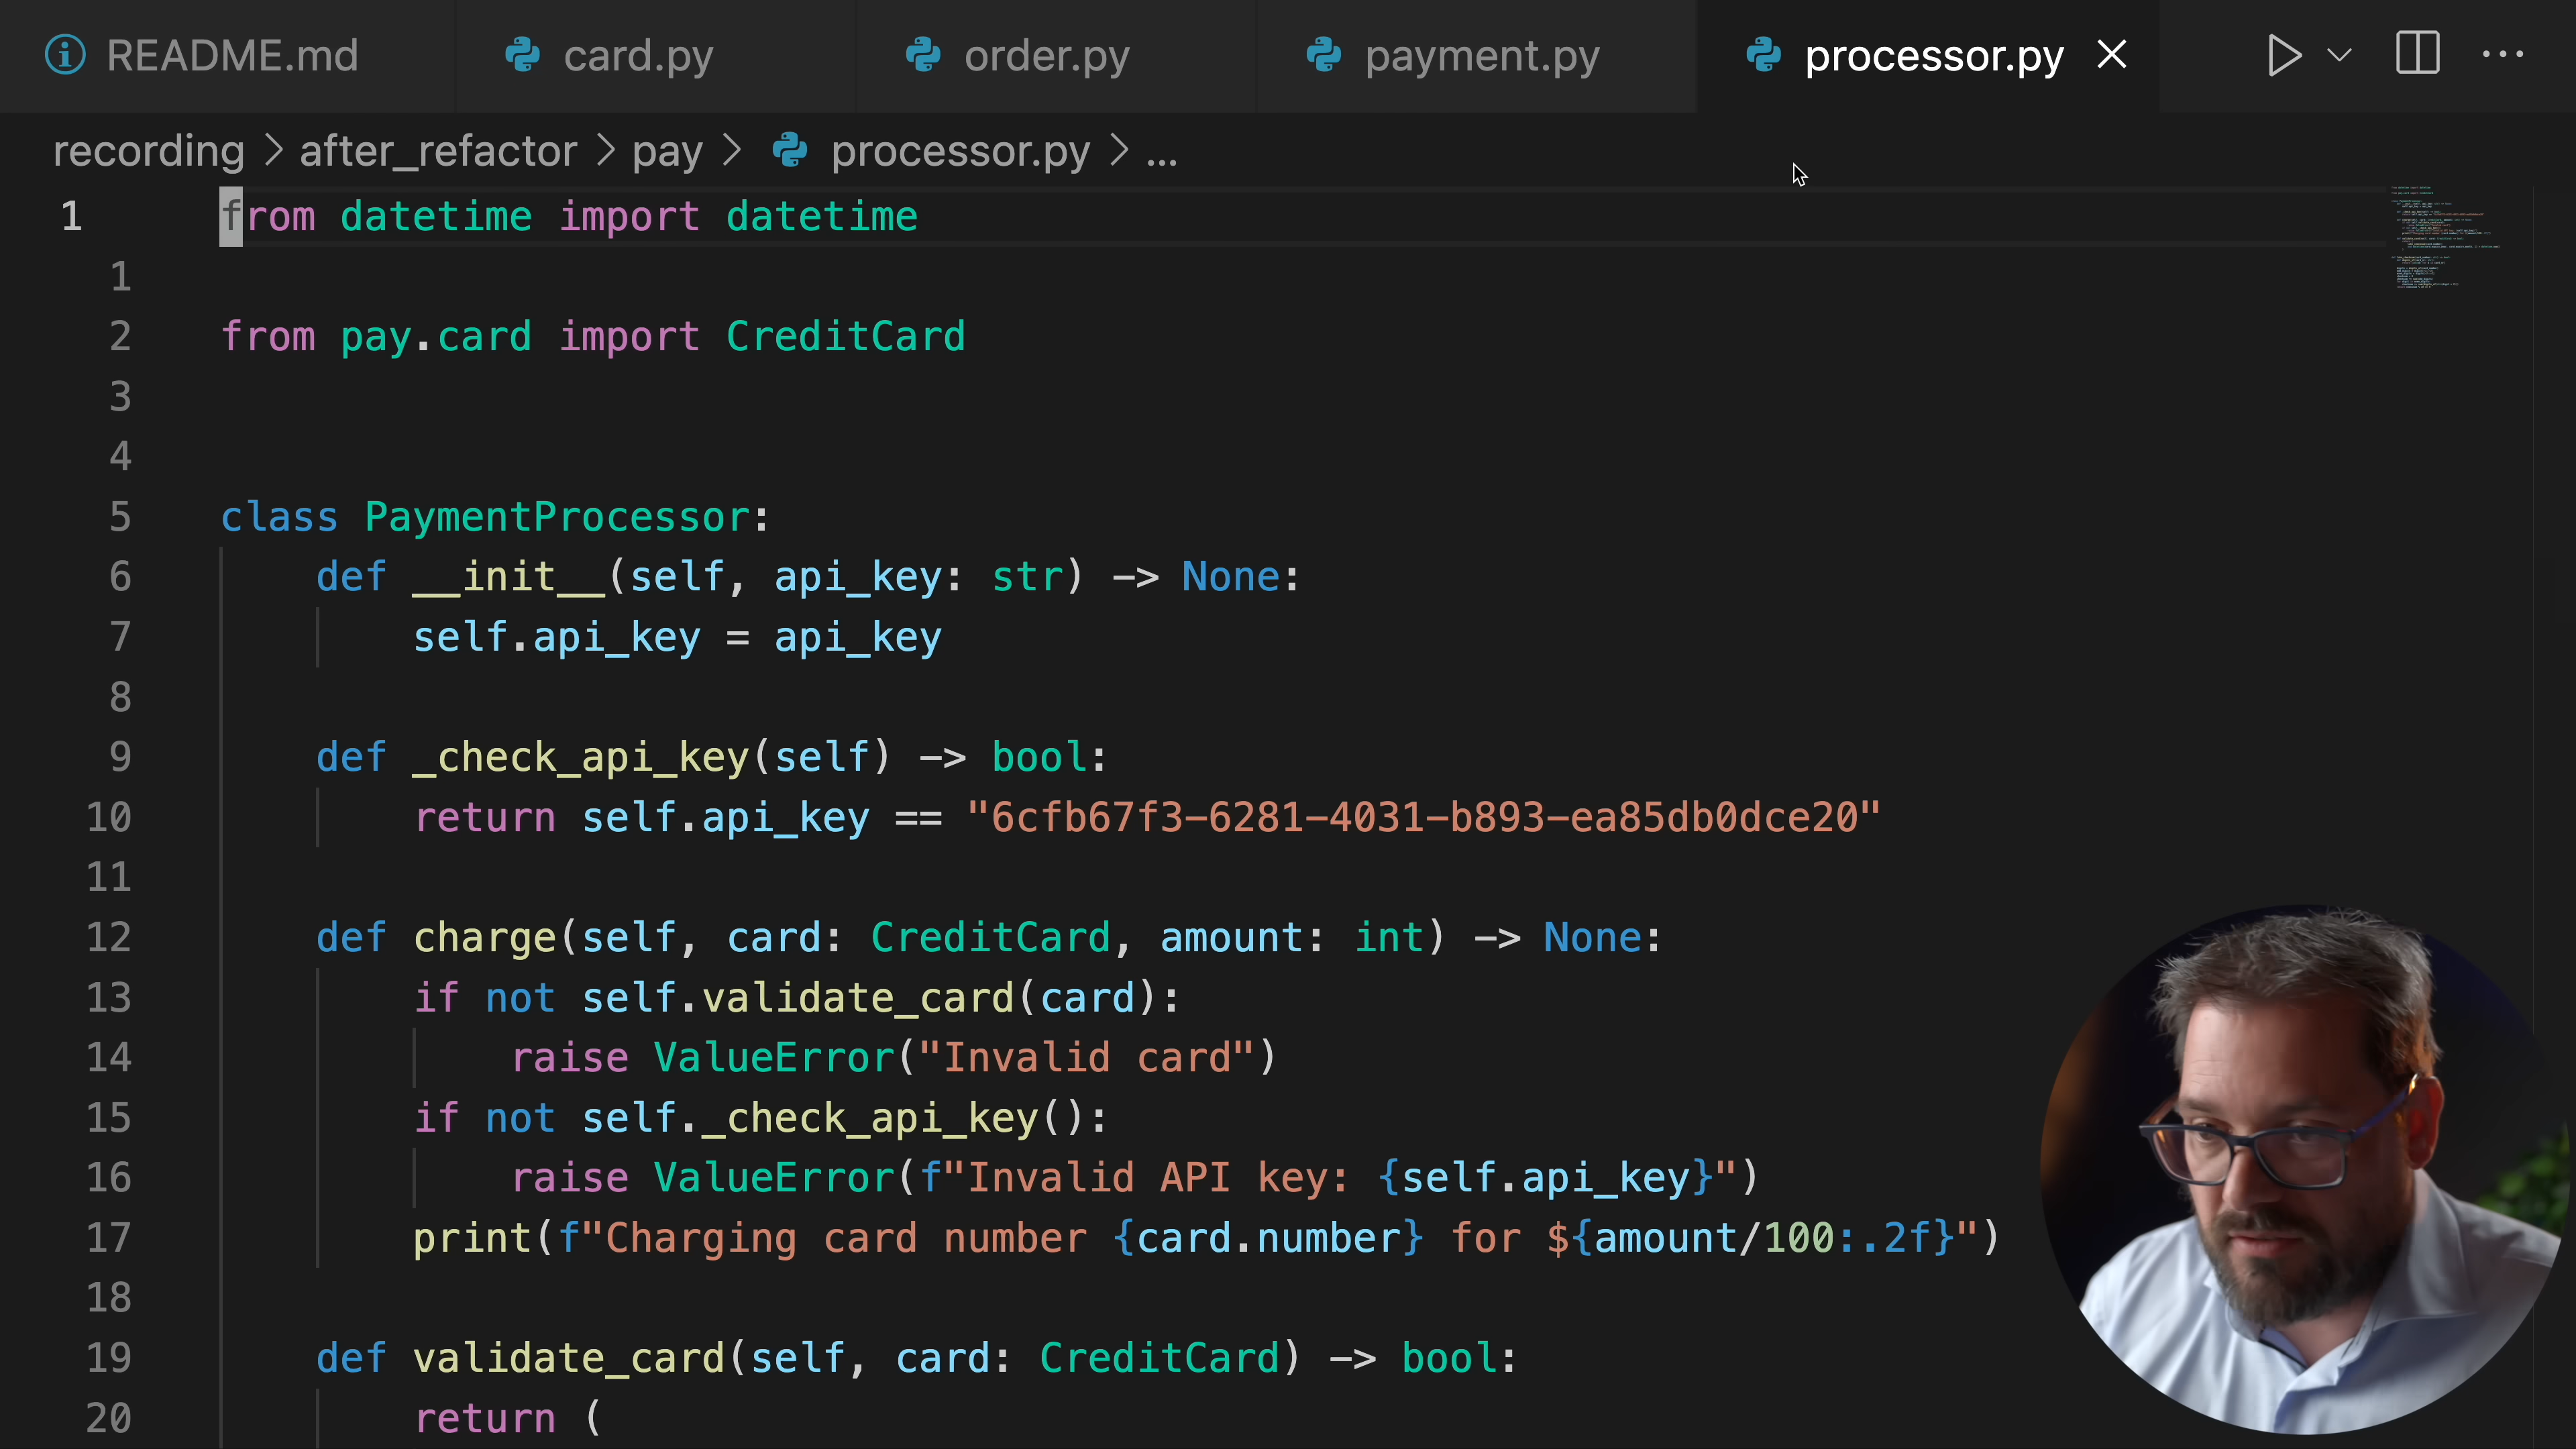 README.md card.py order.py payment.py processor.py
recording > after_refactor > pay > processor.py > ...
1 from datetime import datetime
1
2 from pay.card import CreditCard
3
4
5 class PaymentProcessor:
6     def __init__(self, api_key: str) -> None:
7         self.api_key = api_key
8
9     def _check_api_key(self) -> bool:
10         return self.api_key == "6cfb67f3-6281-4031-b893-ea85db0dce20"
11
12     def charge(self, card: CreditCard, amount: int) -> None:
13         if not self.validate_card(card):
14             raise ValueError("Invalid card")
15         if not self._check_api_key():
16             raise ValueError(f"Invalid API key: {self.api_key}")
17         print(f"Charging card number {card.number} for ${amount/100:.2f}")
18
19     def validate_card(self, card: CreditCard) -> bool:
20         return (